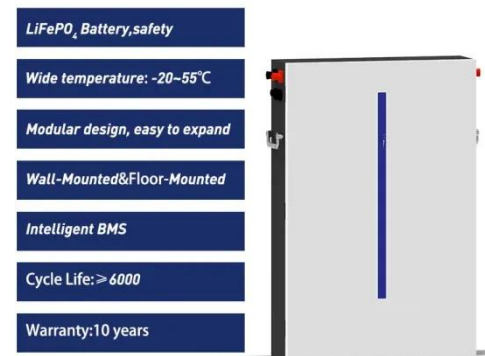 LiFePO₄ Battery,safety
Wide temperature: -20~55℃
Modular design, easy to expand
Wall-Mounted&Floor-Mounted
Intelligent BMS
Cycle Life:≥6000
Warranty:10 years